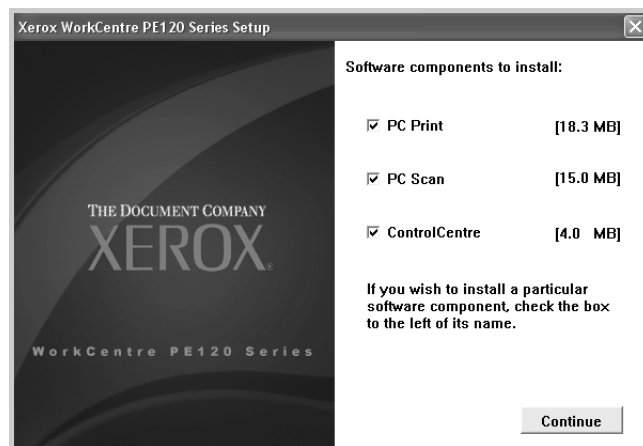 Xerox WorkCentre PE120 Series Setup
Software components to install:
PC Print [18.3 MB]
PC Scan [15.0 MB]
ControlCentre [4.0 MB]
If you wish to install a particular
software component, check the box
to the left of its name.
THE DOCUMENT COMPANY
XEROX®
WorkCentre PE120 Series
Continue